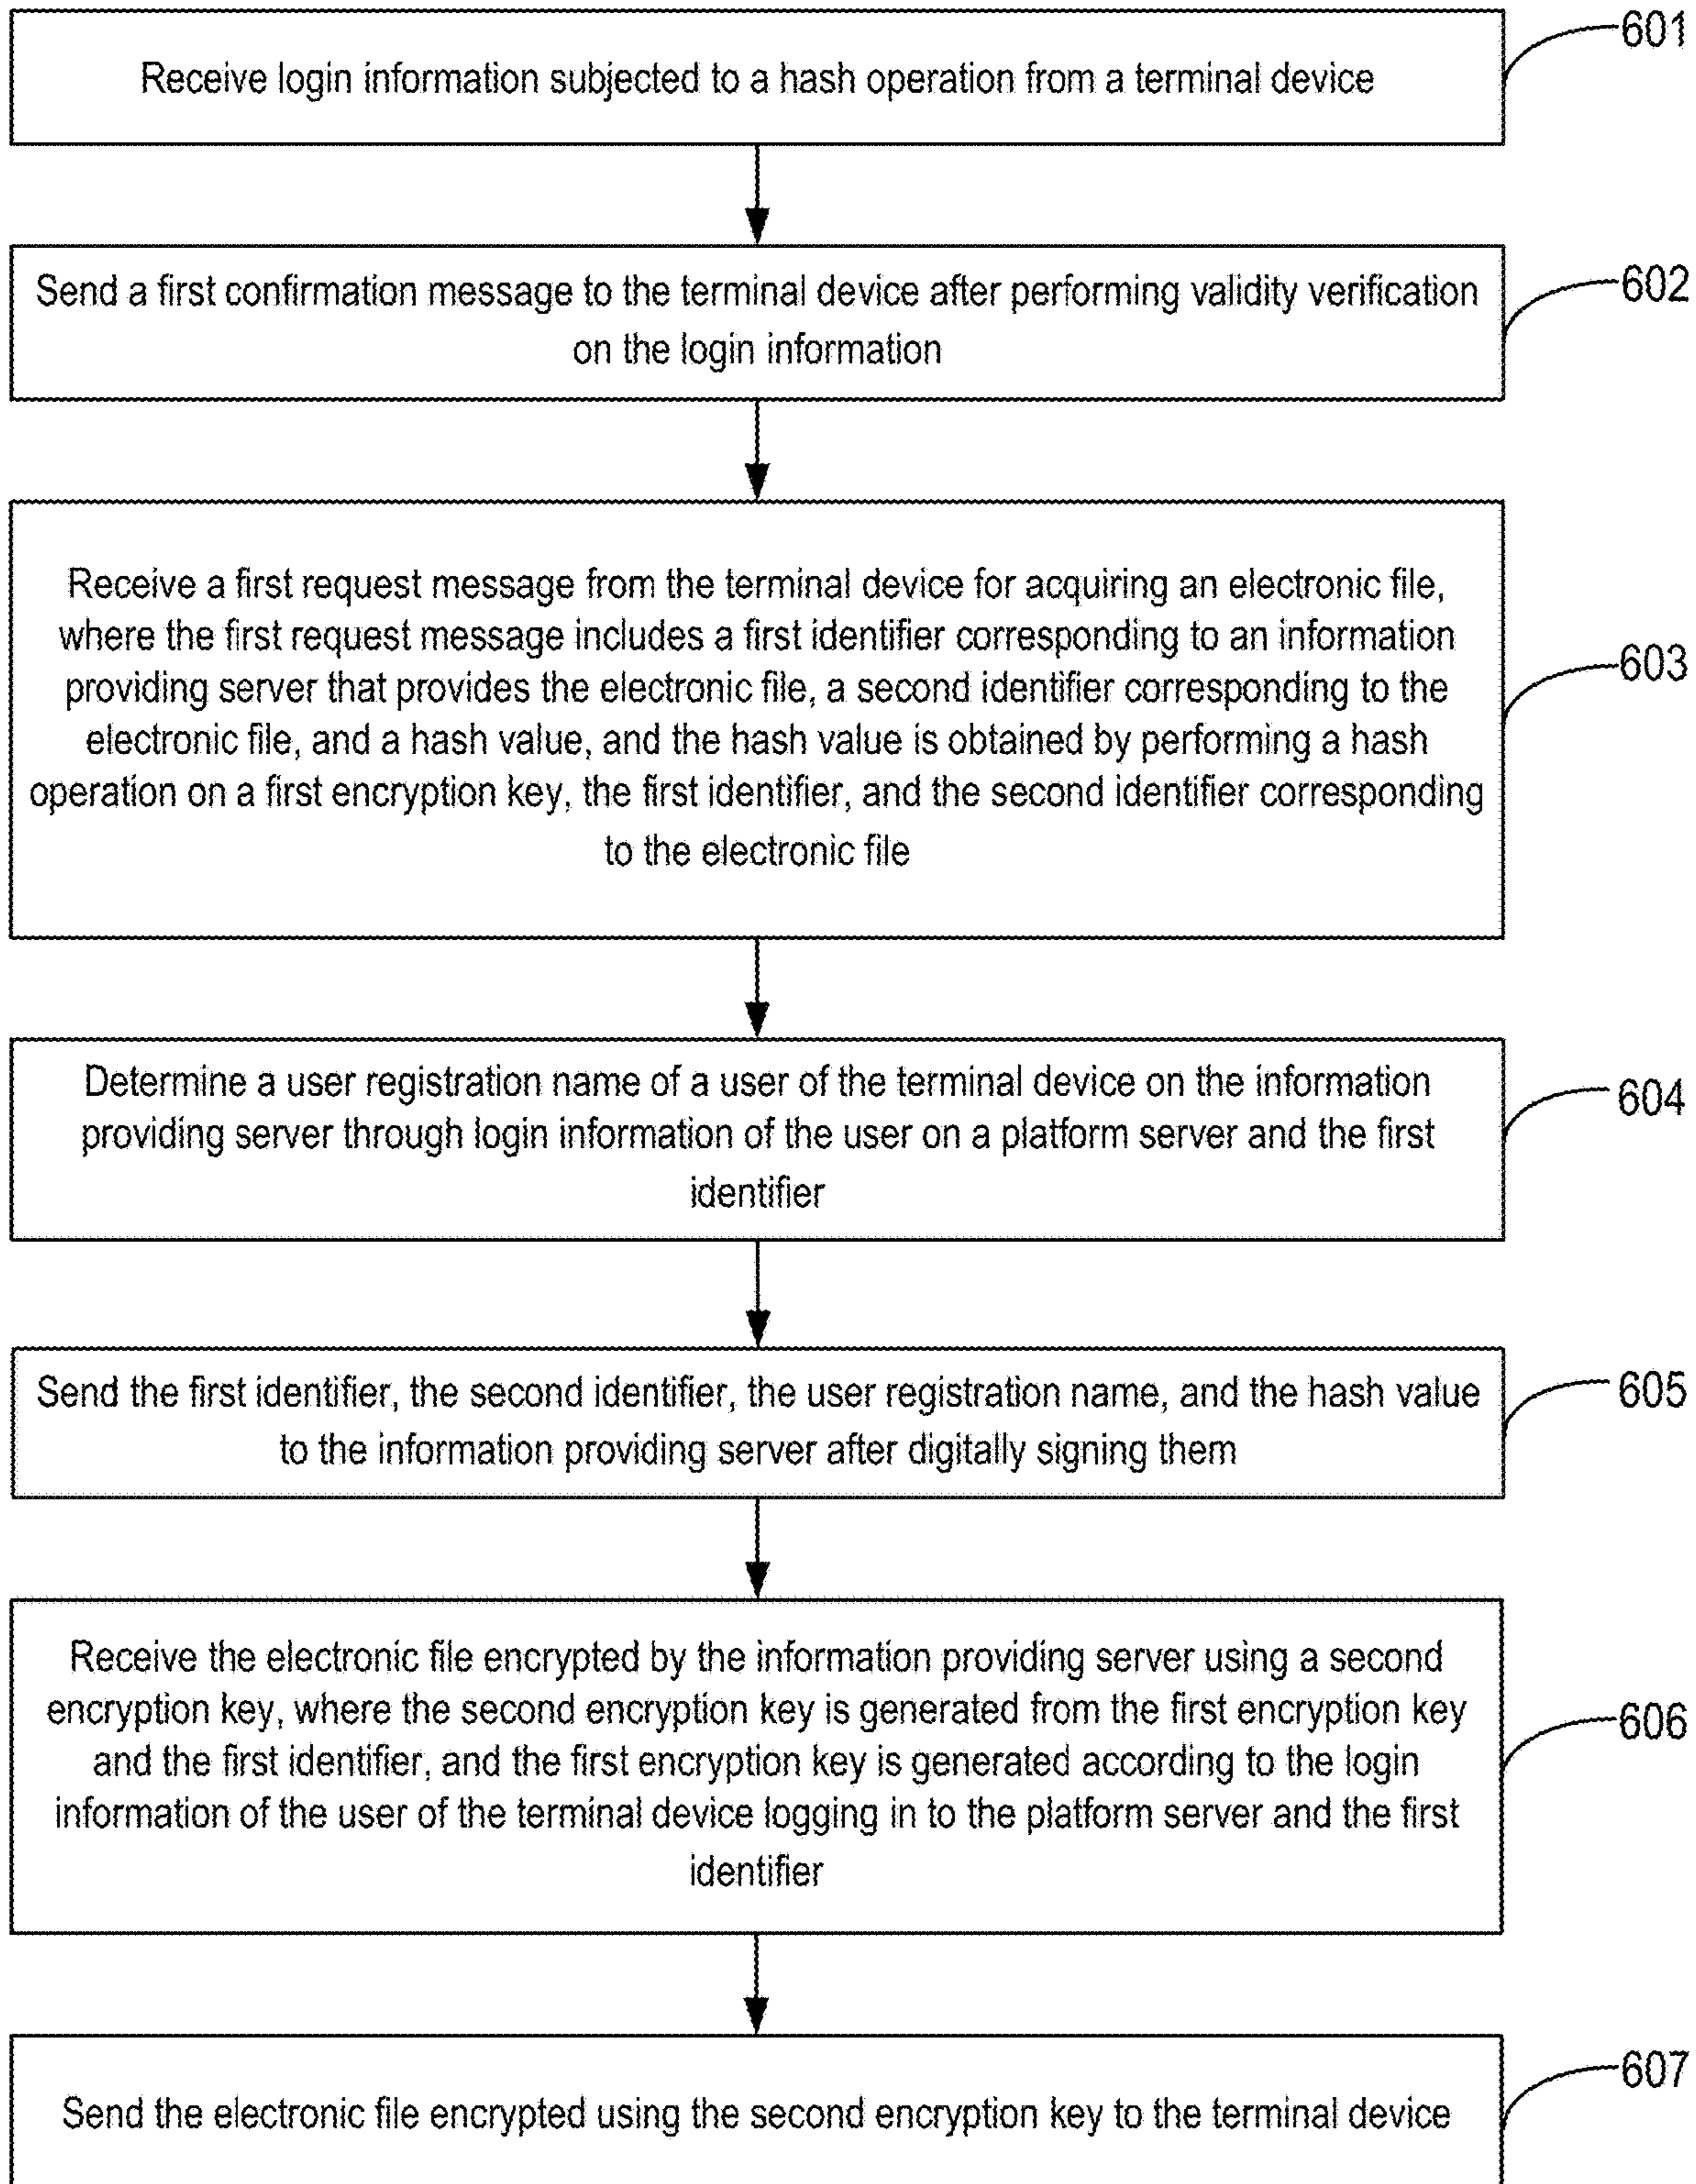 Receive login information subjected to a hash operation from a terminal device
601
Send a first confirmation message to the terminal device after performing validity verification
on the login information
602
Receive a first request message from the terminal device for acquiring an electronic file,
where the first request message includes a first identifier corresponding to an information
providing server that provides the electronic file, a second identifier corresponding to the
electronic file, and a hash value, and the hash value is obtained by performing a hash
operation on a first encryption key, the first identifier, and the second identifier corresponding
to the electronic file
603
Determine a user registration name of a user of the terminal device on the information
providing server through login information of the user on a platform server and the first
identifier
604
Send the first identifier, the second identifier, the user registration name, and the hash value
to the information providing server after digitally signing them
605
Receive the electronic file encrypted by the information providing server using a second
encryption key, where the second encryption key is generated from the first encryption key
and the first identifier, and the first encryption key is generated according to the login
information of the user of the terminal device logging in to the platform server and the first
identifier
606
Send the electronic file encrypted using the second encryption key to the terminal device
607